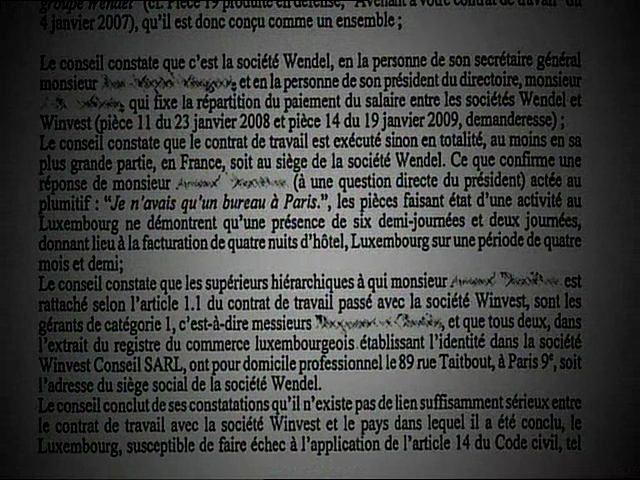 groupe Wendel" (cf. Pièce 19 produite en défense, "Avenant à votre contrat de travail" du
4 janvier 2007), qu'il est donc conçu comme un ensemble ;
Le conseil constate que c'est la société Wendel, en la personne de son secrétaire général
monsieur , et en la personne de son président du directoire, monsieur
, qui fixe la répartition du paiement du salaire entre les sociétés Wendel et
Winvest (pièce 11 du 23 janvier 2008 et pièce 14 du 19 janvier 2009, demanderesse) ;
Le conseil constate que le contrat de travail est exécuté sinon en totalité, au moins en sa
plus grande partie, en France, soit au siège de la société Wendel. Ce que confirme une
réponse de monsieur (à une question directe du président) actée au
plumitif : "Je n'avais qu'un bureau à Paris.", les pièces faisant état d'une activité au
Luxembourg ne démontrent qu'une présence de six demi-journées et deux journées,
donnant lieu à la facturation de quatre nuits d'hôtel, Luxembourg sur une période de quatre
mois et demi;
Le conseil constate que les supérieurs hiérarchiques à qui monsieur est
rattaché selon l'article 1.1 du contrat de travail passé avec la société Winvest, sont les
gérants de catégorie 1, c'est-à-dire messieurs , et que tous deux, dans
l'extrait du registre du commerce luxembourgeois établissant l'identité dans la société
Winvest Conseil SARL, ont pour domicile professionnel le 89 rue Taitbout, à Paris 9e, soit
l'adresse du siège social de la société Wendel.
Le conseil conclut de ses constatations qu'il n'existe pas de lien suffisamment sérieux entre
le contrat de travail avec la société Winvest et le pays dans lequel il a été conclu, le
Luxembourg, susceptible de faire échec à l'application de l'article 14 du Code civil, tel